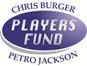 CHRIS BURGER
PLAYERS
FUND
PETRO JACKSON